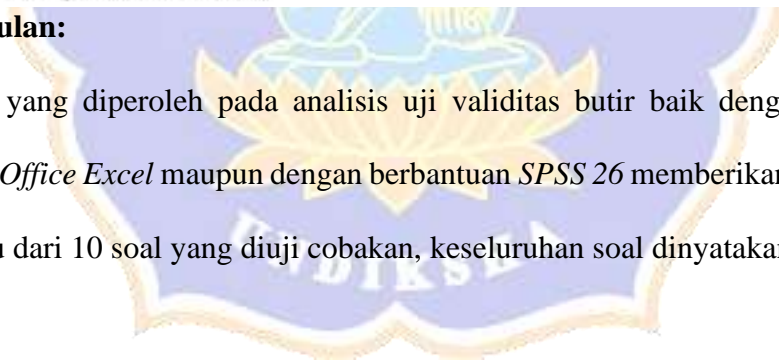 ulan:
yang diperoleh pada analisis uji validitas butir baik deng
Office Excel maupun dengan berbantuan SPSS 26 memberikan
dari 10 soal yang diuji cobakan, keseluruhan soal dinyatakan
UNDIKSHA